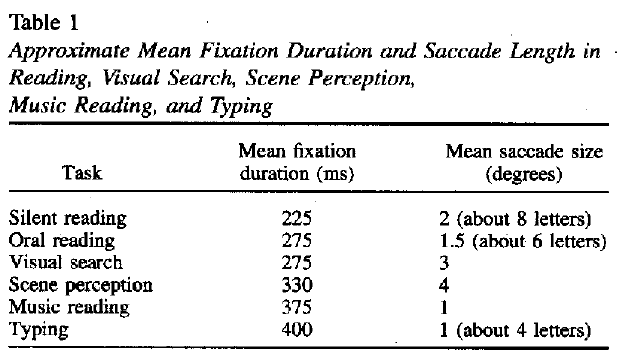 Table 1
Approximate Mean Fixation Duration and Saccade Length in
Reading, Visual Search, Scene Perception,
Music Reading, and Typing
Mean fixation Mean saccade size
Task duration (ms) (degrees)
Silent reading 225 2 (about 8 letters)
Oral reading 275 1.5 (about 6 letters)
Visual search 275 3
Scene perception 330 4
Music reading 375 1
Typing 400 1 (about 4 letters)